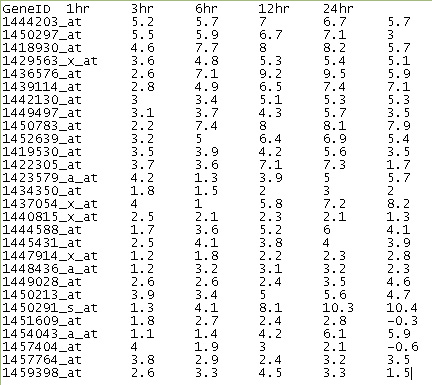 GeneID 1hr 3hr 6hr 12hr 24hr
1444203_at 5.2 5.7 7 6.7 5.7
1450297_at 5.5 5.9 6.7 7.1 3
1418930_at 4.6 7.7 8 8.2 5.7
1429563_x_at 3.6 4.8 5.3 5.4 5.1
1436576_at 2.6 7.1 9.2 9.5 5.9
1439114_at 2.8 4.9 6.5 7.4 7.1
1442130_at 3 3.4 5.1 5.3 5.3
1449497_at 3.1 3.7 4.3 5.7 3.5
1450783_at 2.2 7.4 8 8.1 7.9
1452639_at 3.2 5 6.4 6.9 5.4
1419530_at 3.5 3.9 4.2 5.6 3.5
1422305_at 3.7 3.6 7.1 7.3 1.7
1423579_a_at 4.2 1.3 3.9 5 5.7
1434350_at 1.8 1.5 2 3 2
1437054_x_at 4 1 5.8 7.2 8.2
1440815_x_at 2.5 2.1 2.3 2.1 1.3
1444588_at 1.7 3.6 5.2 6 4.1
1445431_at 2.5 4.1 3.8 4 3.9
1447914_x_at 1.2 1.8 2.2 2.3 2.8
1448436_a_at 1.2 3.2 3.1 3.2 2.3
1449028_at 2.6 2.6 2.4 3.5 4.6
1450213_at 3.9 3.4 5 5.6 4.7
1450291_s_at 1.3 4.1 8.1 10.3 10.4
1451609_at 1.8 2.7 2.4 2.8 -0.3
1454043_a_at 1.1 1.4 4.2 6.1 5.9
1457404_at 4 1.9 3 2.1 -0.6
1457764_at 3.8 2.9 2.4 3.2 3.5
1459398_at 2.6 3.3 4.5 3.3 1.5